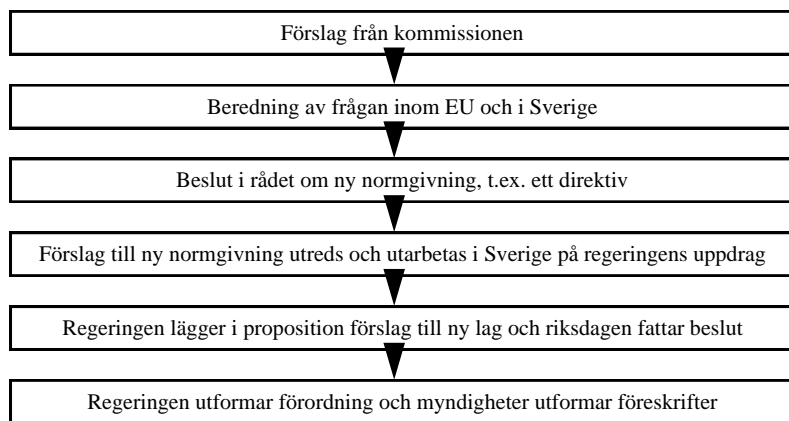 Förslag från kommissionen
Beredning av frågan inom EU och i Sverige
Beslut i rådet om ny normgivning, t.ex. ett direktiv
Förslag till ny normgivning utreds och utarbetas i Sverige på regeringens uppdrag
Regeringen lägger i proposition förslag till ny lag och riksdagen fattar beslut
Regeringen utformar förordning och myndigheter utformar föreskrifter